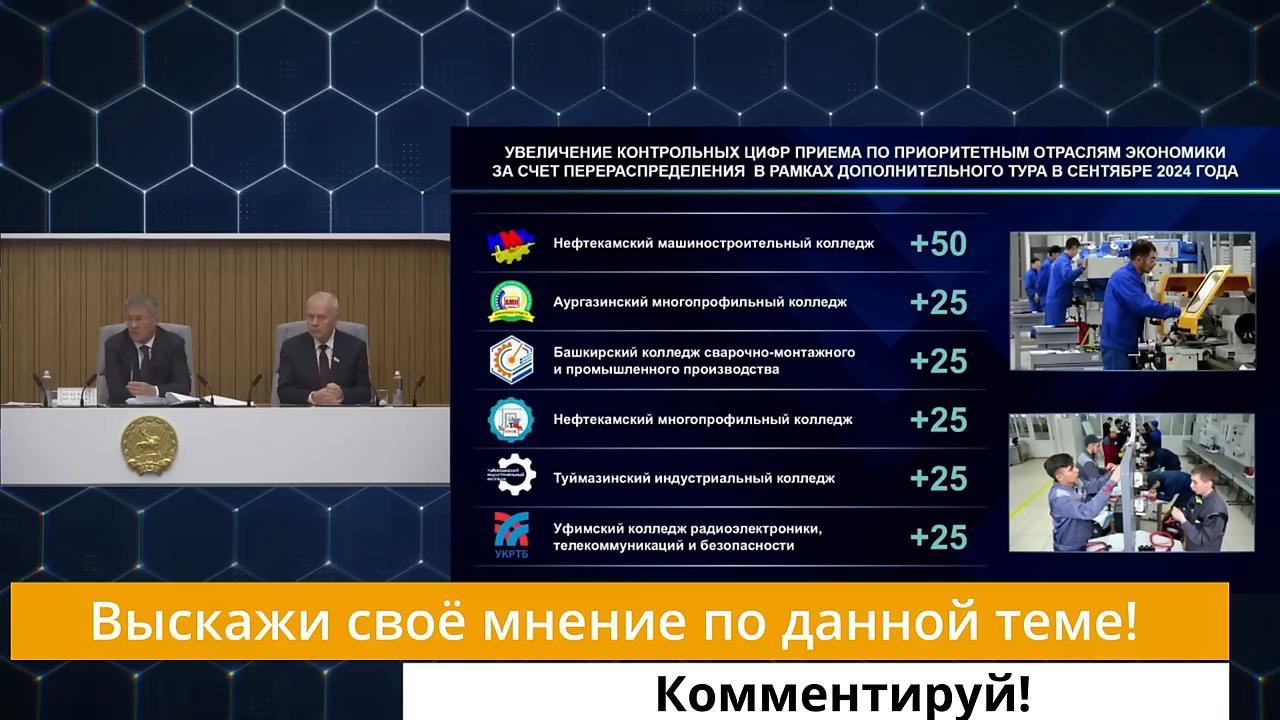 УВЕЛИЧЕНИЕ КОНТРОЛЬНЫХ ЦИФР ПРИЕМА ПО ПРИОРИТЕТНЫМ ОТРАСЛЯМ ЭКОНОМИКИ
ЗА СЧЕТ ПЕРЕРАСПРЕДЕЛЕНИЯ В РАМКАХ ДОПОЛНИТЕЛЬНОГО ТУРА В СЕНТЯБРЕ 2024 ГОДА
Нефтекамский машиностроительный колледж +50
АМК
Аургазинский многопрофильный колледж +25
Башкирский колледж сварочно-монтажного
и промышленного производства +25
Нефтекамский многопрофильный колледж +25
Туймазинский индустриальный колледж +25
УКРТБ
Уфимский колледж радиоэлектроники,
телекоммуникаций и безопасности +25
Выскажи своё мнение по данной теме!
Комментируй!